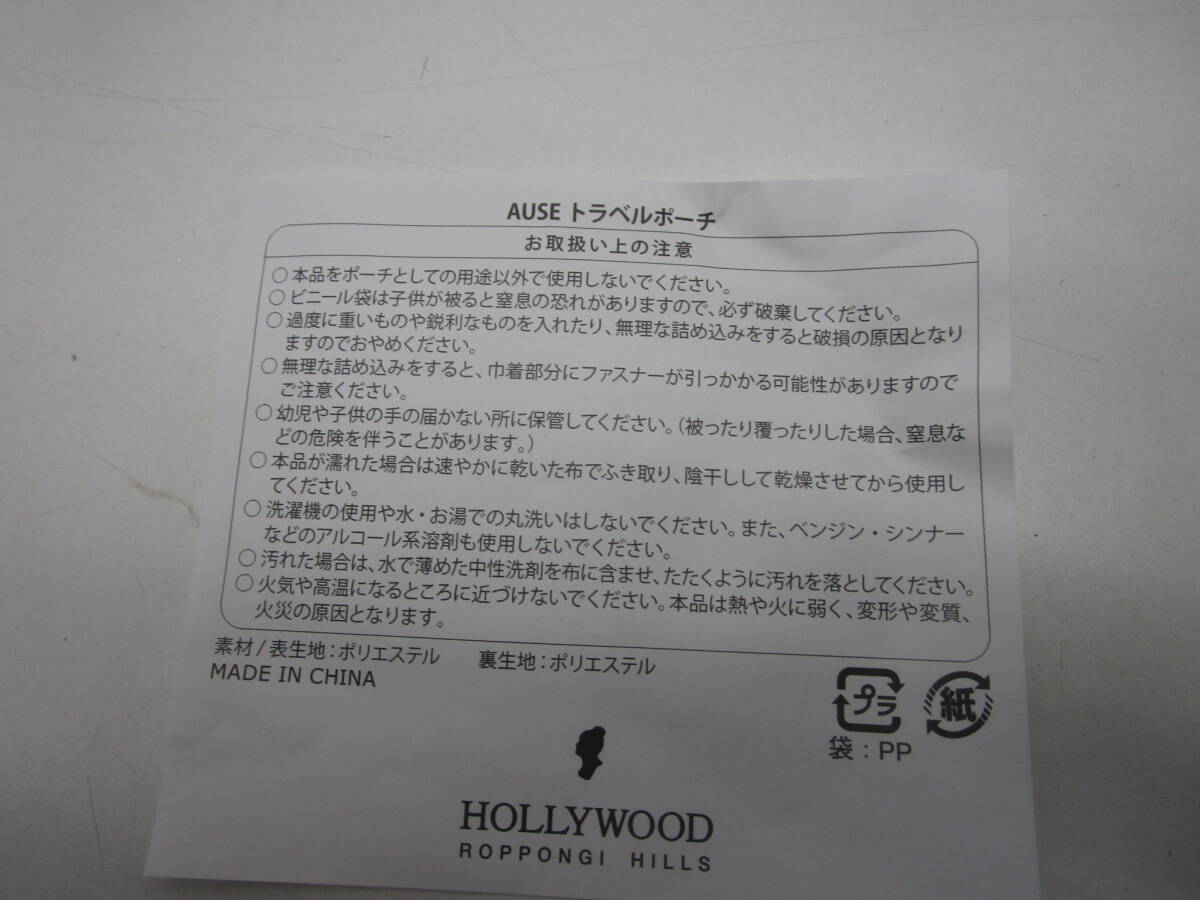 AUSE トラベルポーチ
お取扱い上の注意
○ 本品をポーチとしての用途以外で使用しないでください。
○ ビニール袋は子供が被ると窒息の恐れがありますので、必ず破棄してください。
○ 過度に重いものや鋭利なものを入れたり、無理な詰め込みをすると破損の原因となり
ますのでおやめください。
○ 無理な詰め込みをすると、巾着部分にファスナーが引っかかる可能性がありますので
ご注意ください。
○ 幼児や子供の手の届かない所に保管してください。(被ったり覆ったりした場合、窒息な
どの危険を伴うことがあります。)
○ 本品が濡れた場合は速やかに乾いた布でふき取り、陰干しして乾燥させてから使用し
てください。
○ 洗濯機の使用や水・お湯での丸洗いはしないでください。また、ベンジン・シンナー
などのアルコール系溶剤も使用しないでください。
○ 汚れた場合は、水で薄めた中性洗剤を布に含ませ、たたくように汚れを落としてください。
○ 火気や高温になるところに近づけないでください。本品は熱や火に弱く、変形や変質、
火災の原因となります。
素材/表生地:ポリエステル 裏生地:ポリエステル
MADE IN CHINA
プラ 紙
袋:PP
HOLLYWOOD
ROPPONGI HILLS